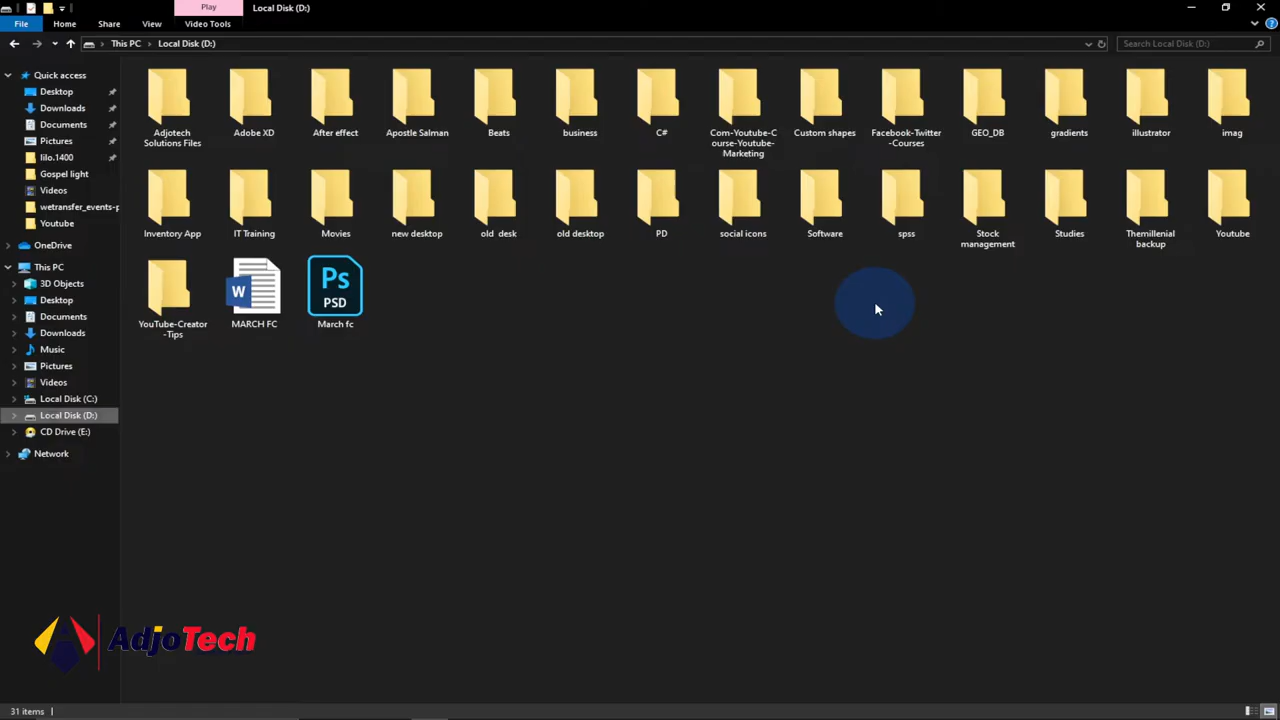 Play
Local Disk (D:)
File
Home
Share
View
Video Tools
This PC
Local Disk (D:)
Search Local Disk (D:)
Quick access
Desktop
Downloads
Documents
Pictures
lilo.1400
Gospel light
Videos
wetransfer_events-p
Youtube
OneDrive
This PC
3D Objects
Desktop
Documents
Downloads
Music
Pictures
Videos
Local Disk (C:)
Local Disk (D:)
CD Drive (E:)
Network
Adjotech
Solutions Files
Adobe XD
After effect
Apostle Salman
Beats
business
C#
Com-Youtube-C
ourse-Youtube-
Marketing
Custom shapes
Facebook-Twitter
-Courses
GEO_DB
gradients
illustrator
imag
Inventory App
IT Training
Movies
new desktop
old desk
old desktop
PD
social icons
Software
spss
Stock
management
Studies
Themillenial
backup
Youtube
YouTube-Creator
-Tips
W
MARCH FC
Ps
PSD
March fc
AdjoTech
31 items